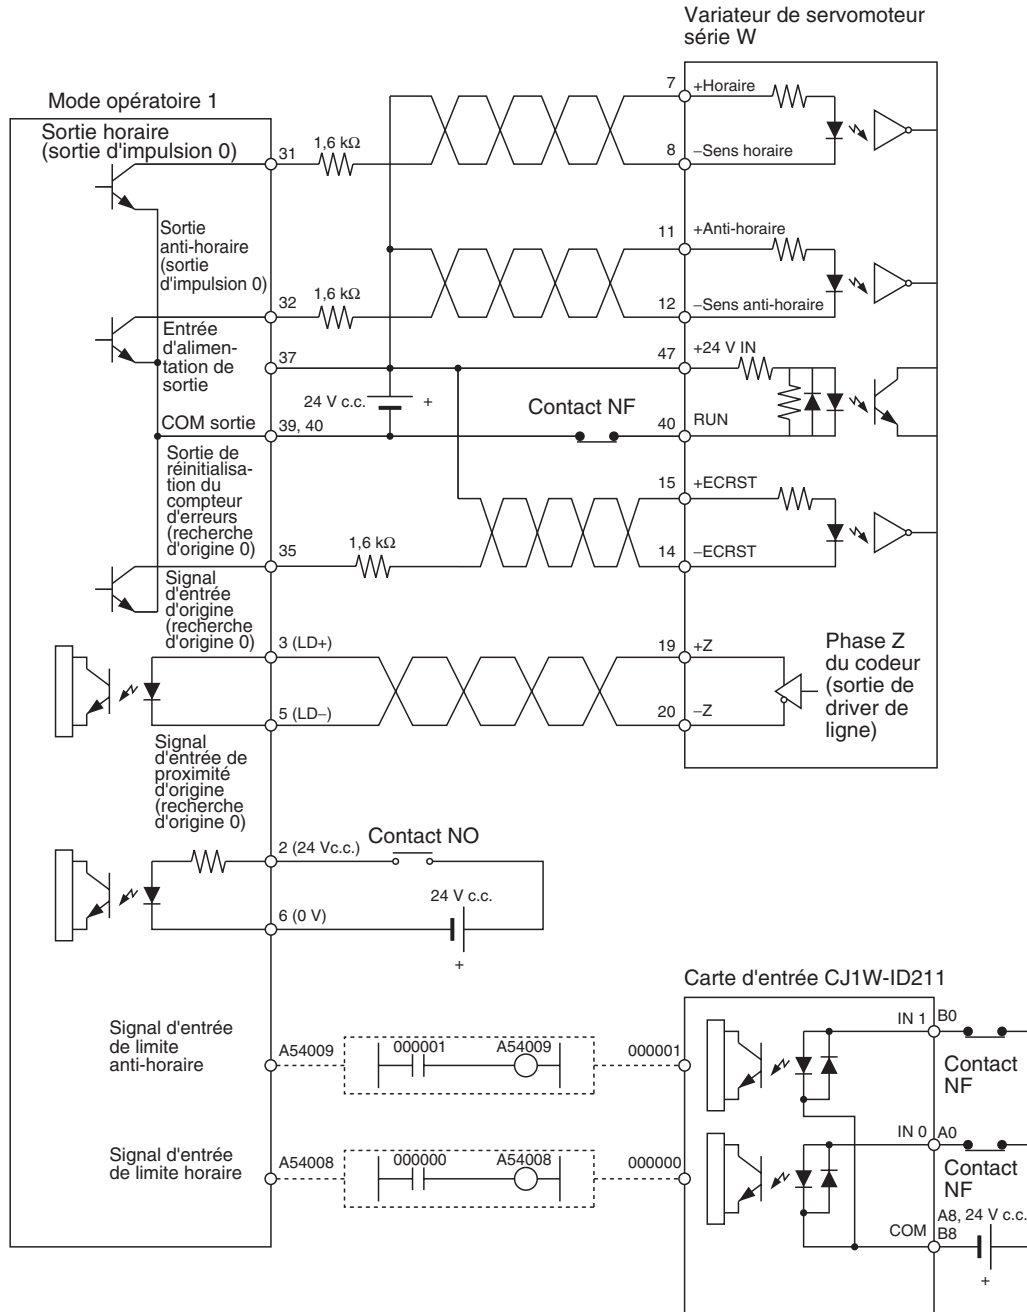 Variateur de servomoteur
série W
Mode opératoire 1
Sortie horaire
(sortie d'impulsion 0)
31
1,6 kΩ
7
+Horaire
8
–Sens horaire
Sortie
anti-horaire
(sortie
d'impulsion 0)
32
1,6 kΩ
11
+Anti-horaire
12
–Sens anti-horaire
Entrée
d'alimen-
tation de
sortie
37
24 V c.c.
+
47
+24 V IN
COM sortie
39, 40
Contact NF
40
RUN
Sortie de
réinitialisa-
tion du
compteur
d'erreurs
(recherche
d'origine 0)
35
1,6 kΩ
15
+ECRST
14
–ECRST
Signal
d'entrée
d'origine
(recherche
d'origine 0)
3 (LD+)
5 (LD–)
19
+Z
20
–Z
Phase Z
du codeur
(sortie de
driver de
ligne)
Signal
d'entrée de
proximité
d'origine
(recherche
d'origine 0)
2 (24 Vc.c.)
Contact NO
24 V c.c.
6 (0 V)
+
Carte d'entrée CJ1W-ID211
Signal d'entrée
de limite
anti-horaire
A54009
000001
A54009
000001
IN 1
B0
Contact
NF
Signal d'entrée
de limite horaire
A54008
000000
A54008
000000
IN 0
A0
Contact
NF
COM
A8,
B8
24 V c.c.
+